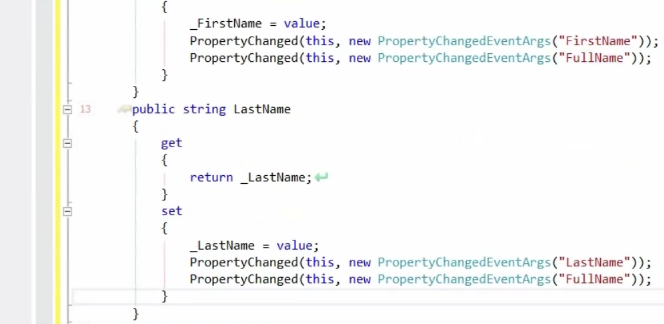 {
_FirstName = value;
PropertyChanged(this, new PropertyChangedEventArgs("FirstName"));
PropertyChanged(this, new PropertyChangedEventArgs("FullName"));
}
}
13 public string LastName
{
get
{
return _LastName;
}
set
{
_LastName = value;
PropertyChanged(this, new PropertyChangedEventArgs("LastName"));
PropertyChanged(this, new PropertyChangedEventArgs("FullName"));
}
}